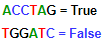 ACCTAG = True
TGGATC = False